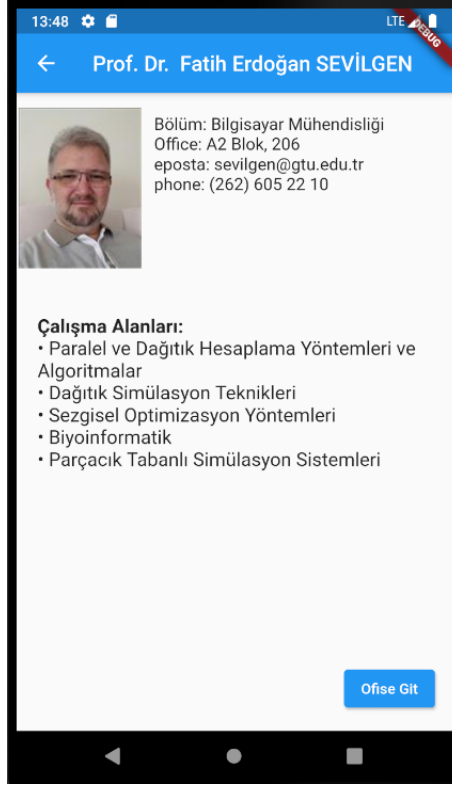 13:48
LTE
DEBUG
Prof. Dr. Fatih Erdoğan SEVİLGEN
Bölüm: Bilgisayar Mühendisliği
Office: A2 Blok, 206
eposta: sevilgen@gtu.edu.tr
phone: (262) 605 22 10
Çalışma Alanları:
• Paralel ve Dağıtık Hesaplama Yöntemleri ve
Algoritmalar
• Dağıtık Simülasyon Teknikleri
• Sezgisel Optimizasyon Yöntemleri
• Biyoinformatik
• Parçacık Tabanlı Simülasyon Sistemleri
Ofise Git